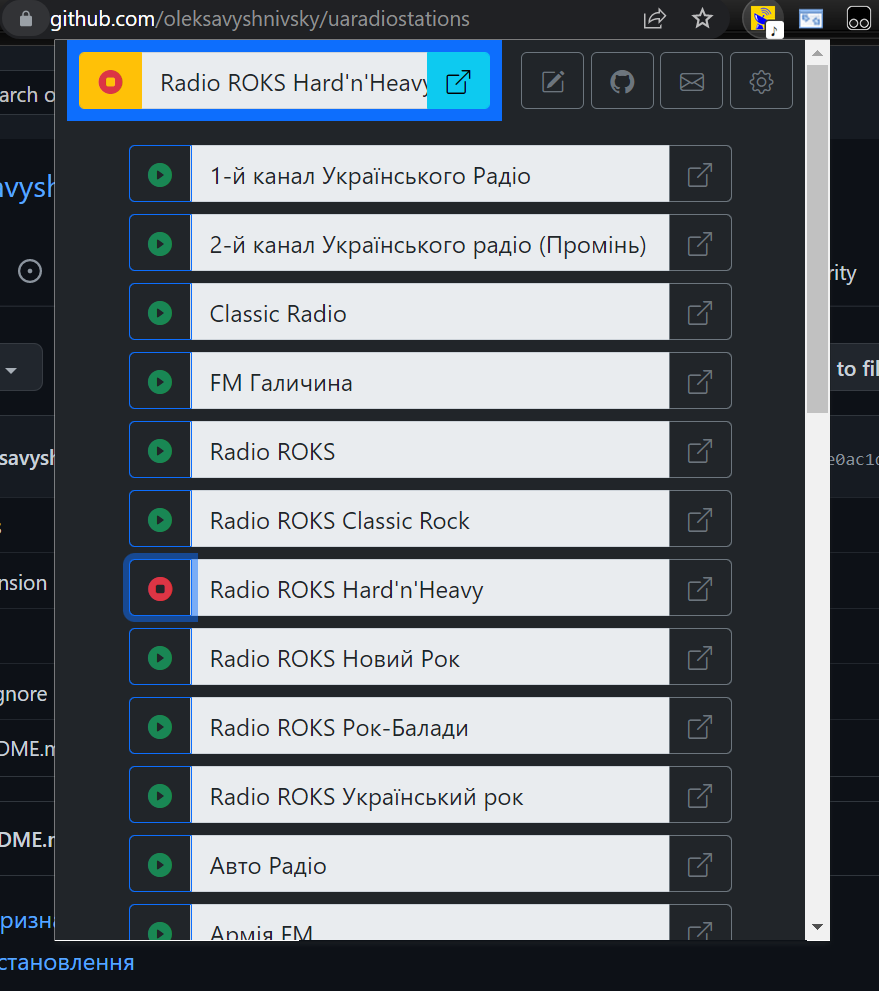 github.com/oleksavyshnivsky/uaradiostations
arch o
Radio ROKS Hard'n'Heavy
1-й канал Українського Радіо
avysh
2-й канал Українського радіо (Промінь)
rity
Classic Radio
FM Галичина
to fil
Radio ROKS
savysh
e0ac1d
Radio ROKS Classic Rock
s
nsion
Radio ROKS Hard'n'Heavy
Radio ROKS Новий Рок
gnore
Radio ROKS Рок-Балади
DME.m
Radio ROKS Український рок
DME.r
Авто Радіо
ризна
Армія FM
становлення